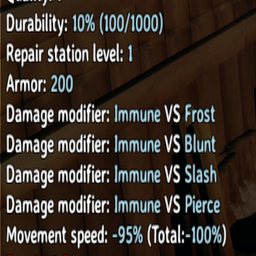 Durability: 10% (100/1000)
Repair station level: 1
Armor: 200
Damage modifier: Immune VS Frost
Damage modifier: Immune VS Blunt
Damage modifier: Immune VS Slash
Damage modifier: Immune VS Pierce
Movement speed: -95% (Total:-100%)